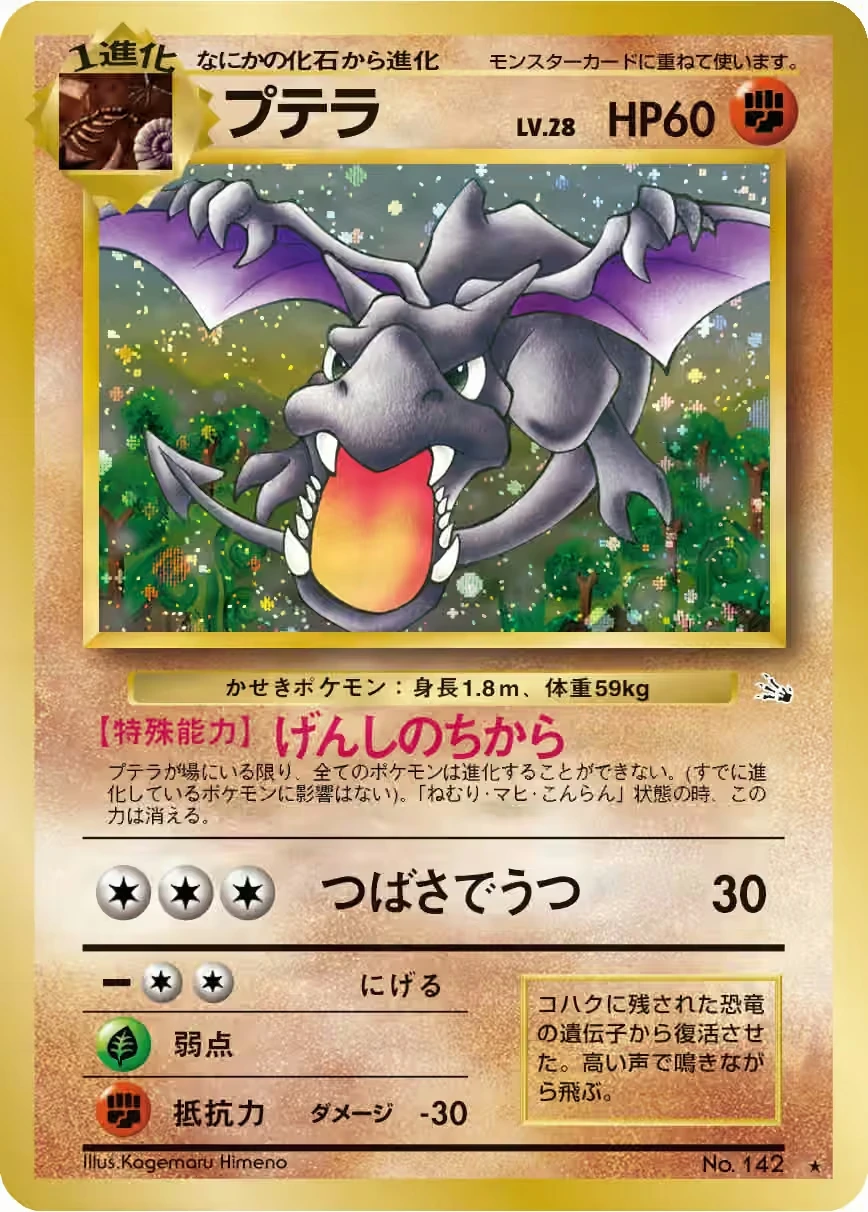 1進化 なにかの化石から進化 モンスターカードに重ねて使います。
プテラ LV.28 HP60
かせきポケモン：身長1.8m、体重59kg
【特殊能力】げんしのちから
プテラが場にいる限り、全てのポケモンは進化することができない。(すでに進
化しているポケモンに影響はない)。「ねむり・マヒ・こんらん」状態の時、この
力は消える。
つばさでうつ 30
にげる
弱点
抵抗力 ダメージ -30
コハクに残された恐竜
の遺伝子から復活させ
た。高い声で鳴きなが
ら飛ぶ。
Illus.Kagemaru Himeno No. 142 ★